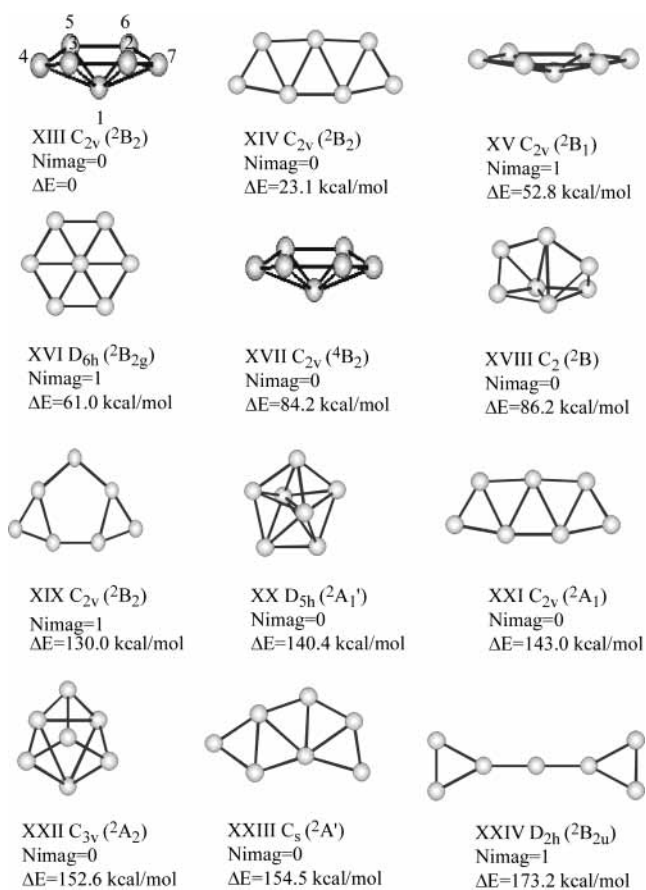 5 6
4 3 2 7
1
XIII C2v (²B2)
Nimag=0
ΔE=0
XIV C2v (²B2)
Nimag=0
ΔE=23.1 kcal/mol
XV C2v (²B1)
Nimag=1
ΔE=52.8 kcal/mol
XVI D6h (²B2g)
Nimag=1
ΔE=61.0 kcal/mol
XVII C2v (⁴B2)
Nimag=0
ΔE=84.2 kcal/mol
XVIII C2 (²B)
Nimag=0
ΔE=86.2 kcal/mol
XIX C2v (²B2)
Nimag=1
ΔE=130.0 kcal/mol
XX D5h (²A1')
Nimag=0
ΔE=140.4 kcal/mol
XXI C2v (²A1)
Nimag=0
ΔE=143.0 kcal/mol
XXII C3v (²A2)
Nimag=0
ΔE=152.6 kcal/mol
XXIII Cs (²A')
Nimag=0
ΔE=154.5 kcal/mol
XXIV D2h (²B2u)
Nimag=1
ΔE=173.2 kcal/mol